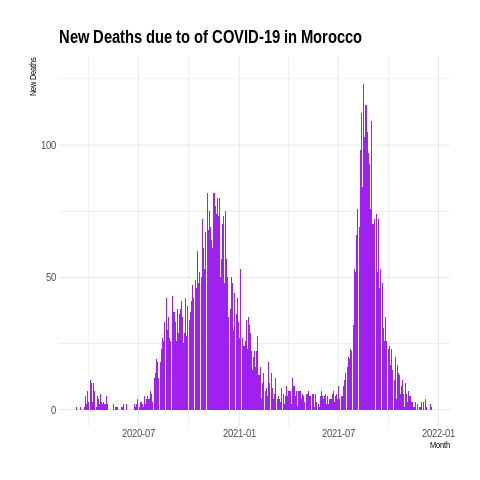 New Deaths due to of COVID-19 in Morocco
New Deaths
100
50
0
2020-07 2021-01 2021-07 2022-01
Month